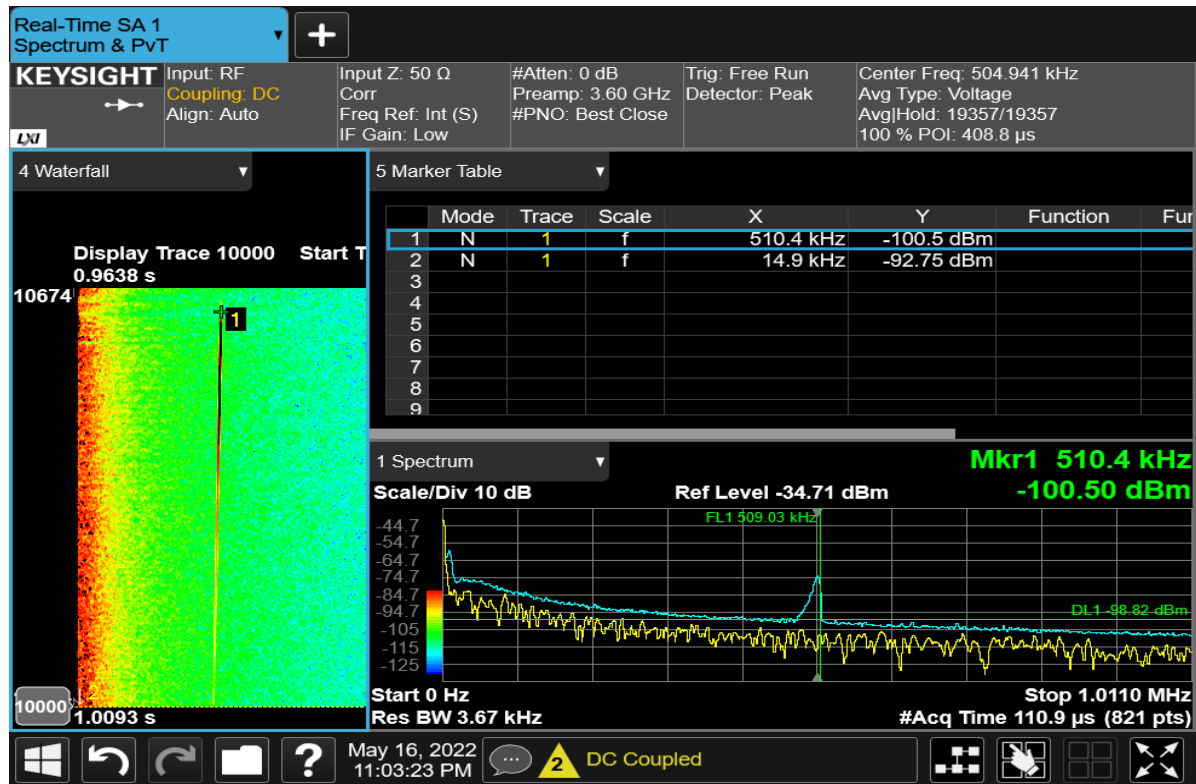 Real-Time SA 1
Spectrum & PvT
KEYSIGHT
LXI
Input: RF
Coupling: DC
Align: Auto
Input Z: 50 Ω
Corr
Freq Ref: Int (S)
IF Gain: Low
#Atten: 0 dB
Preamp: 3.60 GHz
#PNO: Best Close
Trig: Free Run
Detector: Peak
Center Freq: 504.941 kHz
Avg Type: Voltage
Avg|Hold: 19357/19357
100 % POI: 408.8 µs
4 Waterfall
Display Trace 10000 Start T
0.9638 s
10674
1
2
10000
1.0093 s
5 Marker Table
Mode Trace Scale X Y Function Fur
1 N 1 f 510.4 kHz -100.5 dBm
2 N 1 f 14.9 kHz -92.75 dBm
3
4
5
6
7
8
9
1 Spectrum
Mkr1 510.4 kHz
Scale/Div 10 dB Ref Level -34.71 dBm -100.50 dBm
FL1 509.03 kHz
-44.7
-54.7
-64.7
-74.7
-84.7
-94.7
DL1 -98.82 dBm
-105
-115
-125
Start 0 Hz Stop 1.0110 MHz
Res BW 3.67 kHz #Acq Time 110.9 µs (821 pts)
?
May 16, 2022
11:03:23 PM
2
DC Coupled